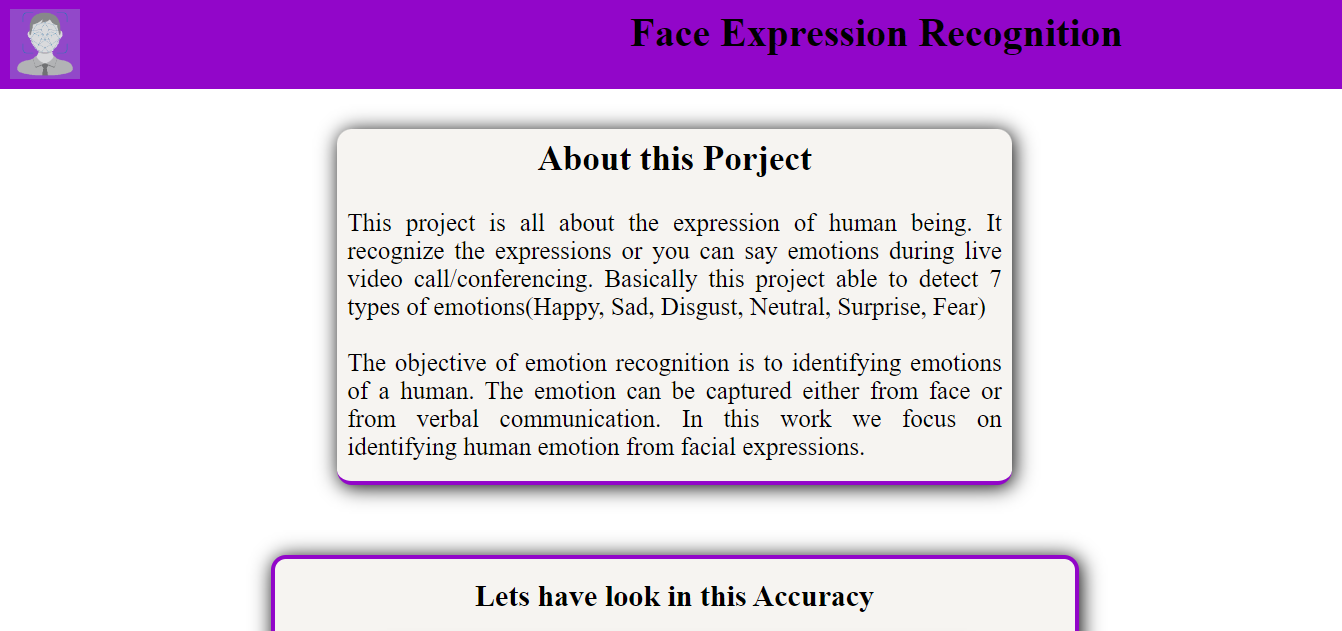 Face Expression Recognition
About this Porject
This project is all about the expression of human being. It
recognize the expressions or you can say emotions during live
video call/conferencing. Basically this project able to detect 7
types of emotions(Happy, Sad, Disgust, Neutral, Surprise, Fear)
The objective of emotion recognition is to identifying emotions
of a human. The emotion can be captured either from face or
from verbal communication. In this work we focus on
identifying human emotion from facial expressions.
Lets have look in this Accuracy